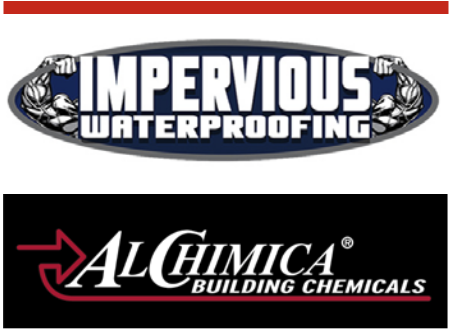 IMPERVIOUS
WATERPROOFING
ALCHIMICA®
BUILDING CHEMICALS